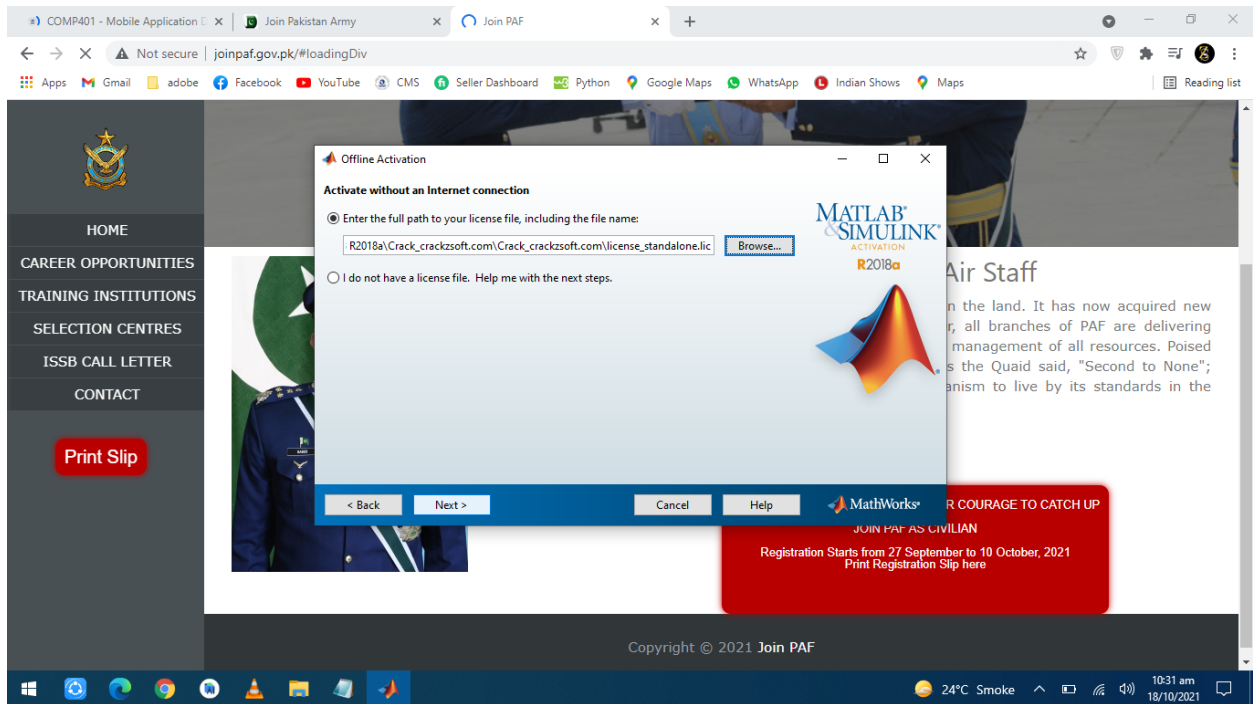 COMP401 - Mobile Application D
Join Pakistan Army
Join PAF
Not secure
joinpaf.gov.pk/#loadingDiv
Apps
Gmail
adobe
Facebook
YouTube
CMS
Seller Dashboard
Python
Google Maps
WhatsApp
Indian Shows
Maps
Reading list
HOME
CAREER OPPORTUNITIES
TRAINING INSTITUTIONS
SELECTION CENTRES
ISSB CALL LETTER
CONTACT
Print Slip
Offline Activation
Activate without an Internet connection
Enter the full path to your license file, including the file name:
R2018a\Crack_crackzsoft.com\Crack_crackzsoft.com\license_standalone.lic
Browse...
I do not have a license file. Help me with the next steps.
MATLAB®
&SIMULINK®
ACTIVATION
R2018a
< Back
Next >
Cancel
Help
MathWorks®
Air Staff
n the land. It has now acquired new
r, all branches of PAF are delivering
management of all resources. Poised
s the Quaid said, "Second to None";
anism to live by its standards in the
R COURAGE TO CATCH UP
JOIN PAF AS CIVILIAN
Registration Starts from 27 September to 10 October, 2021
Print Registration Slip here
Copyright © 2021 Join PAF
24°C Smoke
10:31 am
18/10/2021